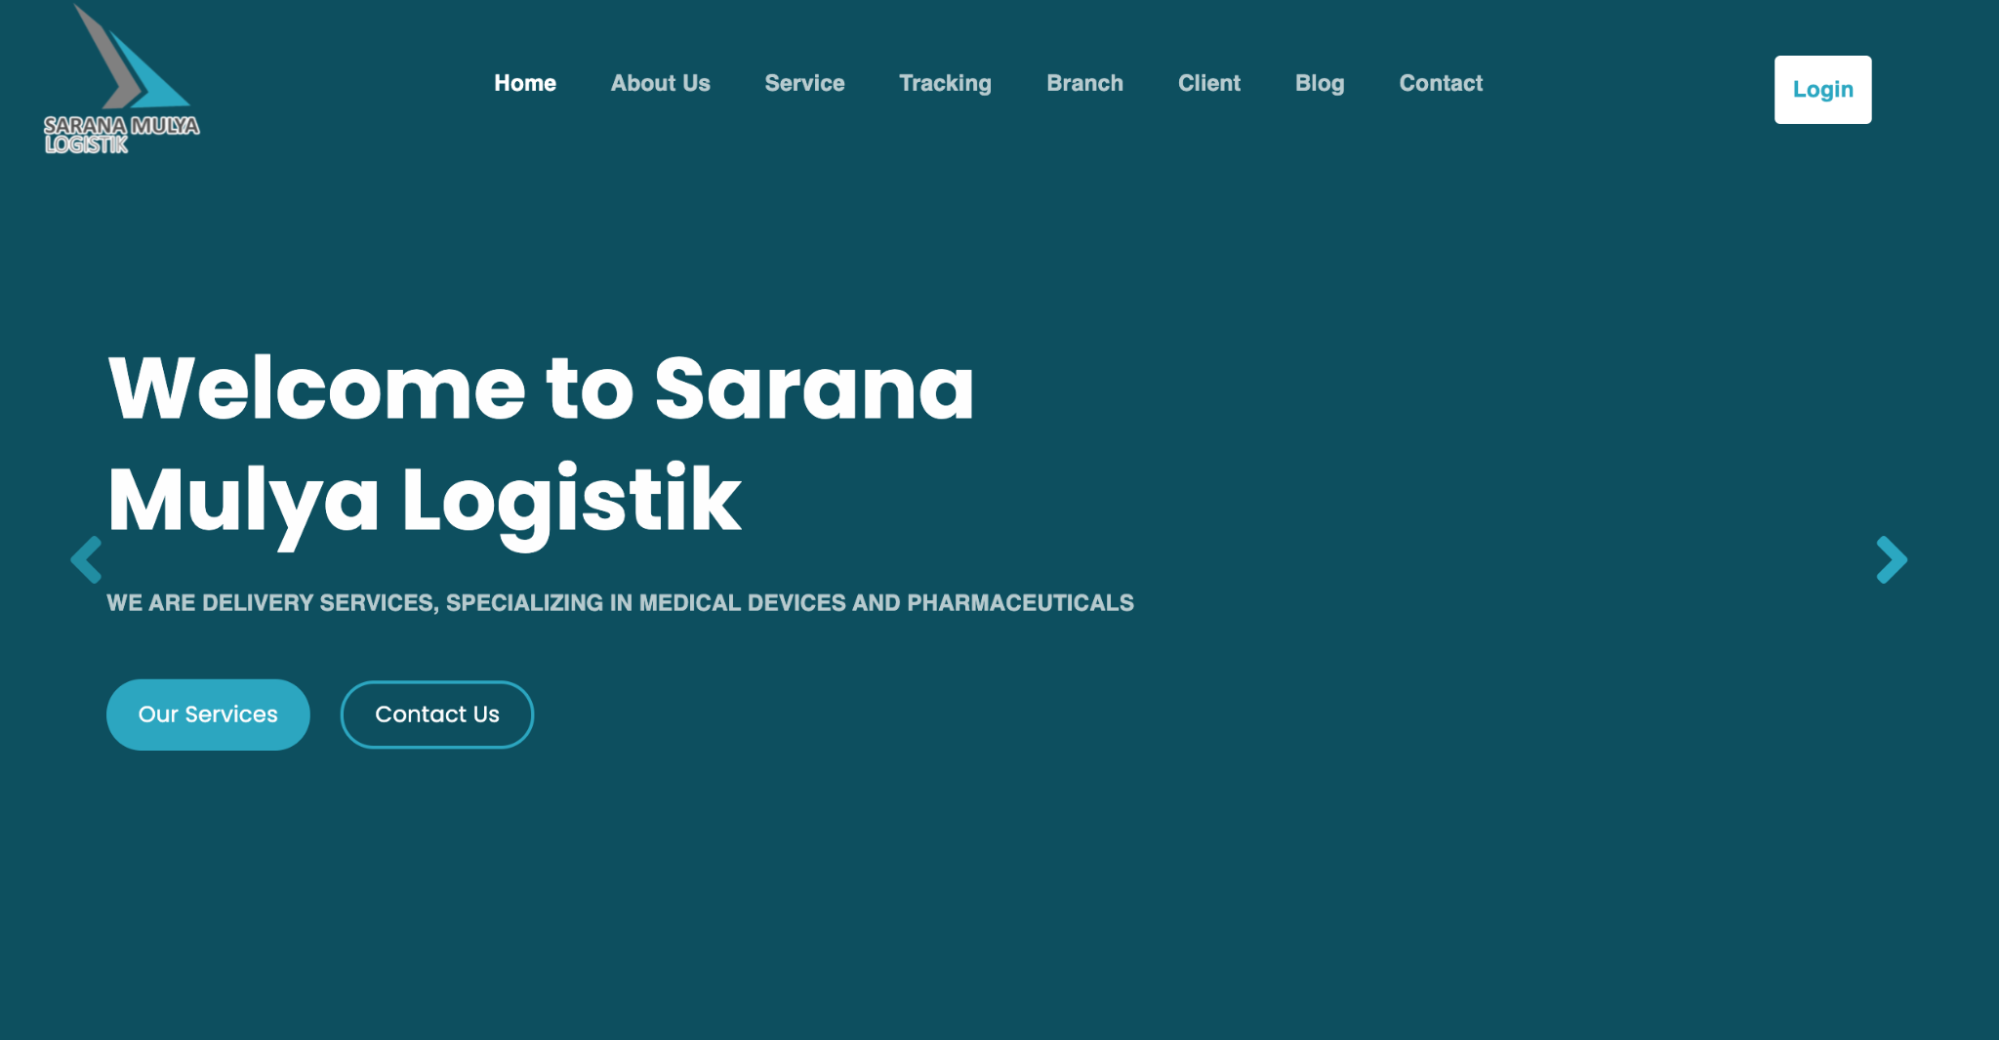 SARANA MULYA
LOGISTIK
Home
About Us
Service
Tracking
Branch
Client
Blog
Contact
Login
Welcome to Sarana
Mulya Logistik
WE ARE DELIVERY SERVICES, SPECIALIZING IN MEDICAL DEVICES AND PHARMACEUTICALS
Our Services
Contact Us